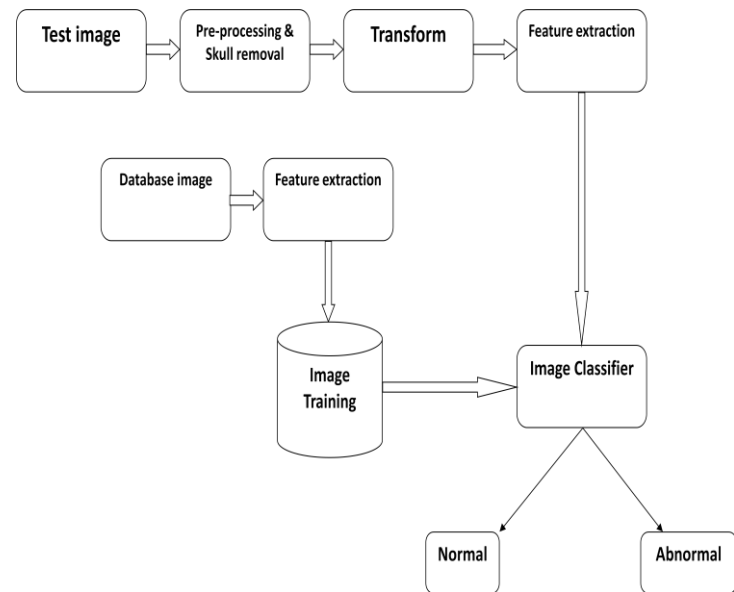 Test image
Pre-processing &
Skull removal
Transform
Feature extraction
Database image
Feature extraction
Image
Training
Image Classifier
Normal
Abnormal